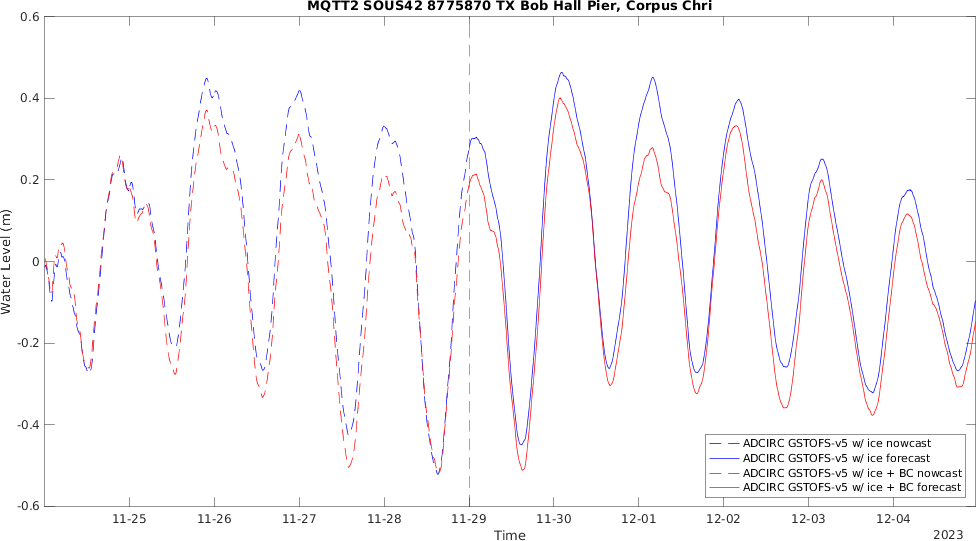 MQTT2 SOUS42 8775870 TX Bob Hall Pier, Corpus Chri
0.6
0.4
0.2
0
-0.2
-0.4
-0.6
Water Level (m)
11-25 11-26 11-27 11-28 11-29 11-30 12-01 12-02 12-03 12-04
Time
2023
ADCIRC GSTOFS-v5 w/ ice nowcast
ADCIRC GSTOFS-v5 w/ ice forecast
ADCIRC GSTOFS-v5 w/ ice + BC nowcast
ADCIRC GSTOFS-v5 w/ ice + BC forecast